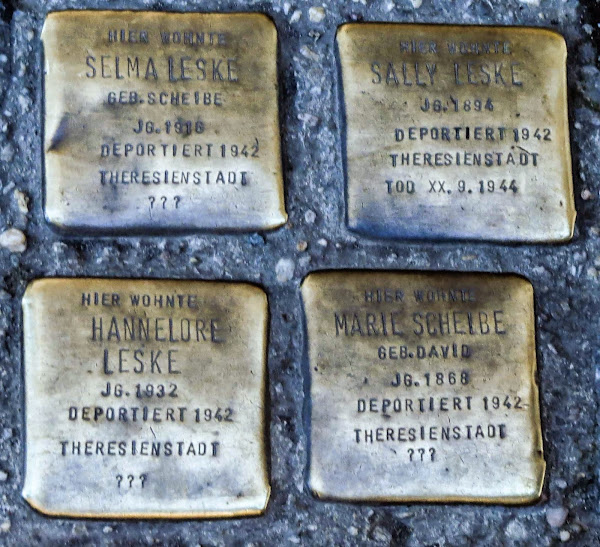 HIER WOHNTE
SELMA LESKE
GEB. SCHEIBE
JG. 1918
DEPORTIERT 1942
THERESIENSTADT
???
HIER WOHNTE
SALLY LESKE
JG. 1894
DEPORTIERT 1942
THERESIENSTADT
TOD XX. 9. 1944
HIER WOHNTE
HANNELORE
LESKE
JG. 1932
DEPORTIERT 1942
THERESIENSTADT
???
HIER WOHNTE
MARIE SCHEIBE
GEB. DAVID
JG. 1868
DEPORTIERT 1942
THERESIENSTADT
???